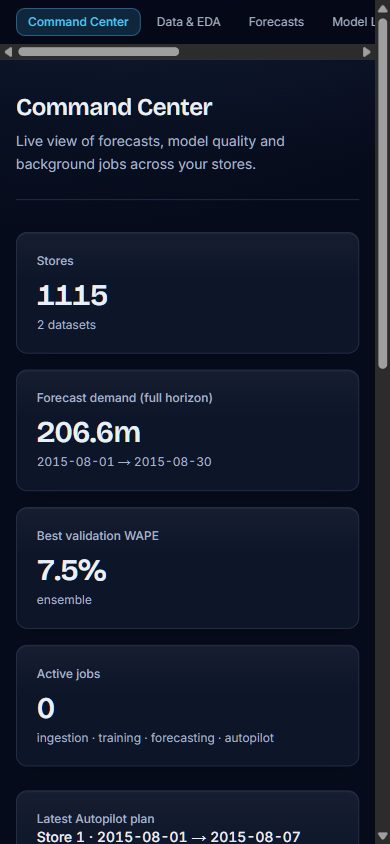 Command Center Data & EDA Forecasts Model L
Command Center
Live view of forecasts, model quality and
background jobs across your stores.
Stores
1115
2 datasets
Forecast demand (full horizon)
206.6m
2015-08-01 → 2015-08-30
Best validation WAPE
7.5%
ensemble
Active jobs
0
ingestion · training · forecasting · autopilot
Latest Autopilot plan
Store 1 · 2015-08-01 → 2015-08-07